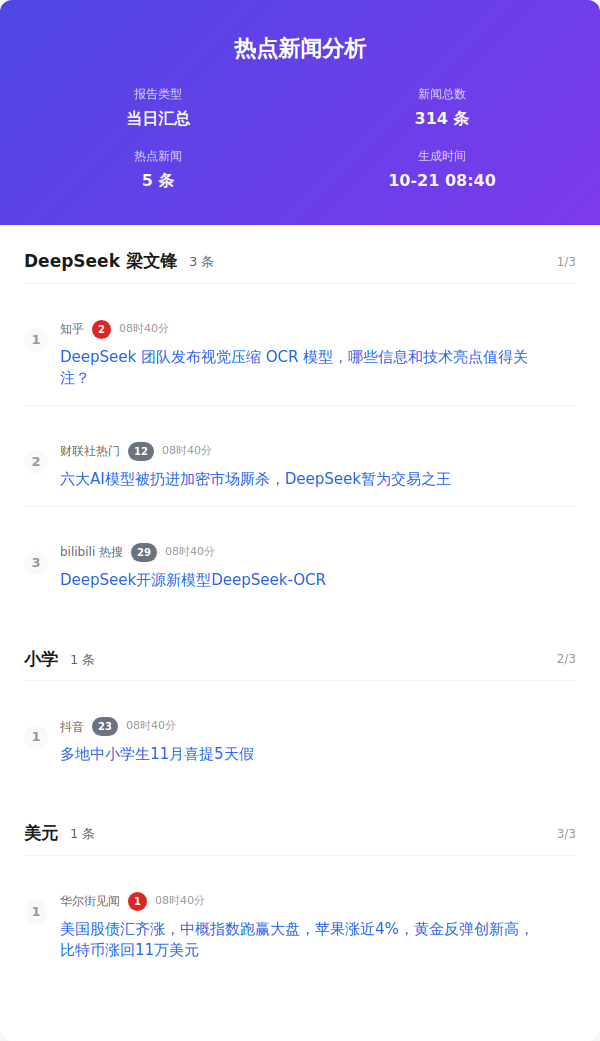 热点新闻分析
报告类型
新闻总数
当日汇总
314 条
热点新闻
生成时间
5 条
10-21 08:40
DeepSeek 梁文锋 3 条 1/3
1
知乎 2 08时40分
DeepSeek 团队发布视觉压缩 OCR 模型，哪些信息和技术亮点值得关
注？
2
财联社热门 12 08时40分
六大AI模型被扔进加密市场厮杀，DeepSeek暂为交易之王
3
bilibili 热搜 29 08时40分
DeepSeek开源新模型DeepSeek-OCR
小学 1 条 2/3
1
抖音 23 08时40分
多地中小学生11月喜提5天假
美元 1 条 3/3
1
华尔街见闻 1 08时40分
美国股债汇齐涨，中概指数跑赢大盘，苹果涨近4%，黄金反弹创新高，
比特币涨回11万美元